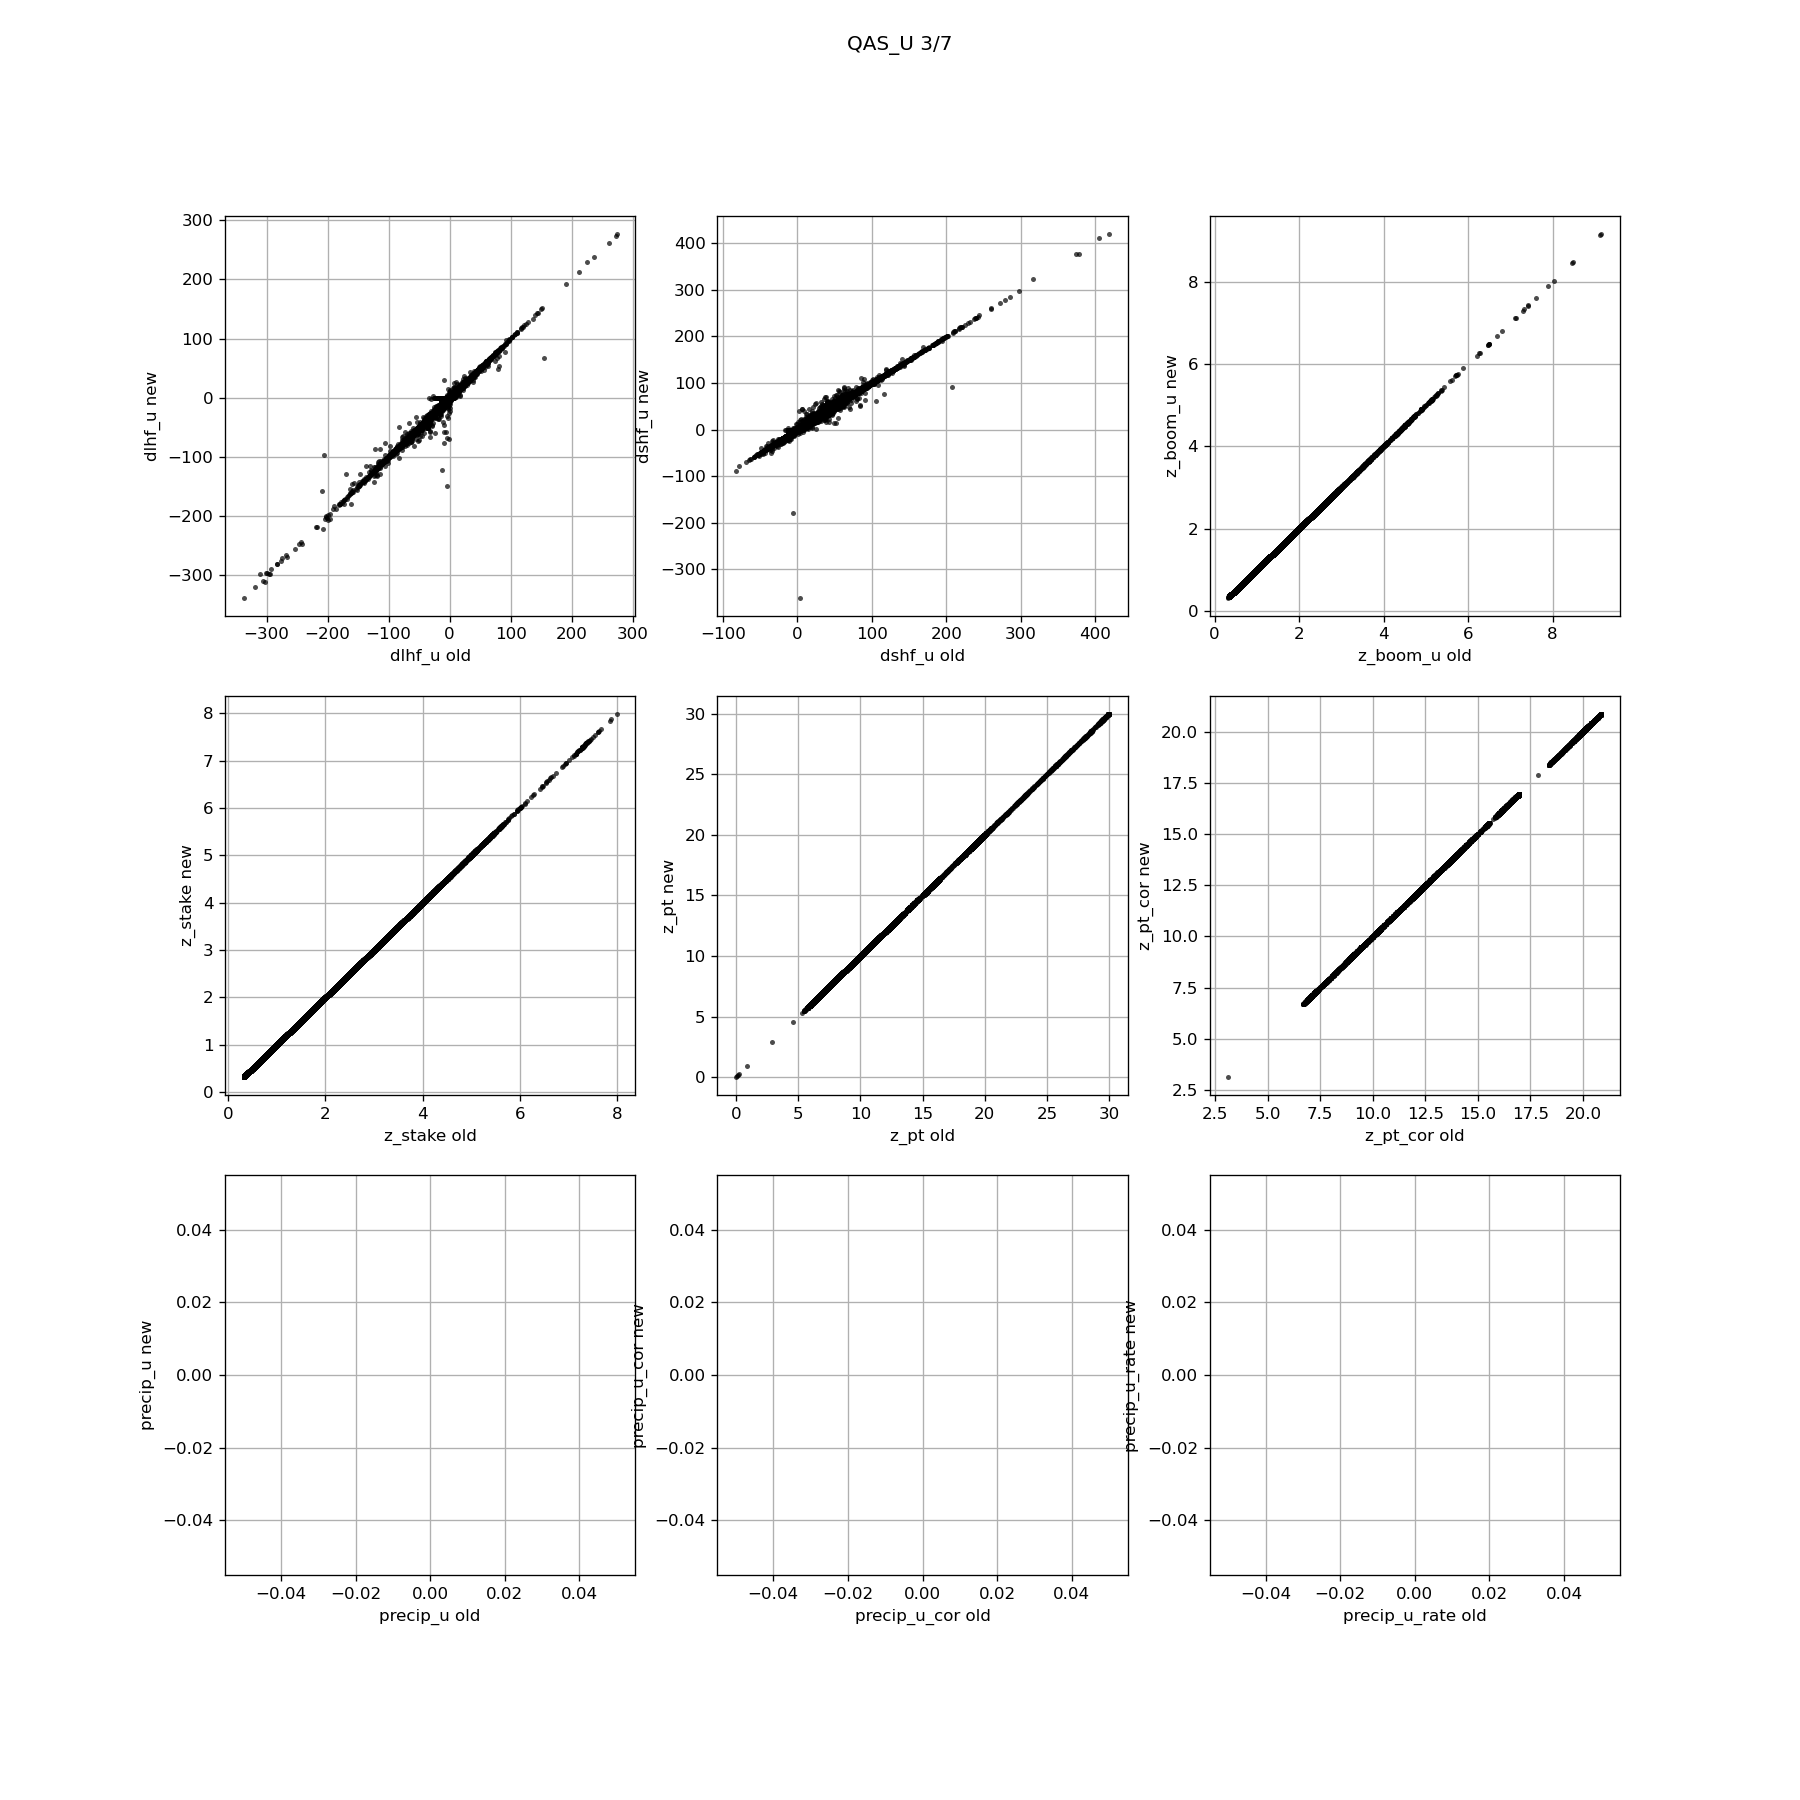 QAS_U 3/7
300
200
100
0
−100
−200
−300
dlhf_u new
−300 −200 −100 0 100 200 300
dlhf_u old
400
300
200
100
0
−100
−200
−300
dshf_u new
−100 0 100 200 300 400
dshf_u old
8
6
4
2
0
z_boom_u new
0 2 4 6 8
z_boom_u old
8
7
6
5
4
3
2
1
0
z_stake new
0 2 4 6 8
z_stake old
30
25
20
15
10
5
0
z_pt new
0 5 10 15 20 25 30
z_pt old
20.0
17.5
15.0
12.5
10.0
7.5
5.0
2.5
z_pt_cor new
2.5 5.0 7.5 10.0 12.5 15.0 17.5 20.0
z_pt_cor old
0.04
0.02
0.00
−0.02
−0.04
precip_u new
−0.04 −0.02 0.00 0.02 0.04
precip_u old
0.04
0.02
0.00
−0.02
−0.04
precip_u_cor new
−0.04 −0.02 0.00 0.02 0.04
precip_u_cor old
0.04
0.02
0.00
−0.02
−0.04
precip_u_rate new
−0.04 −0.02 0.00 0.02 0.04
precip_u_rate old